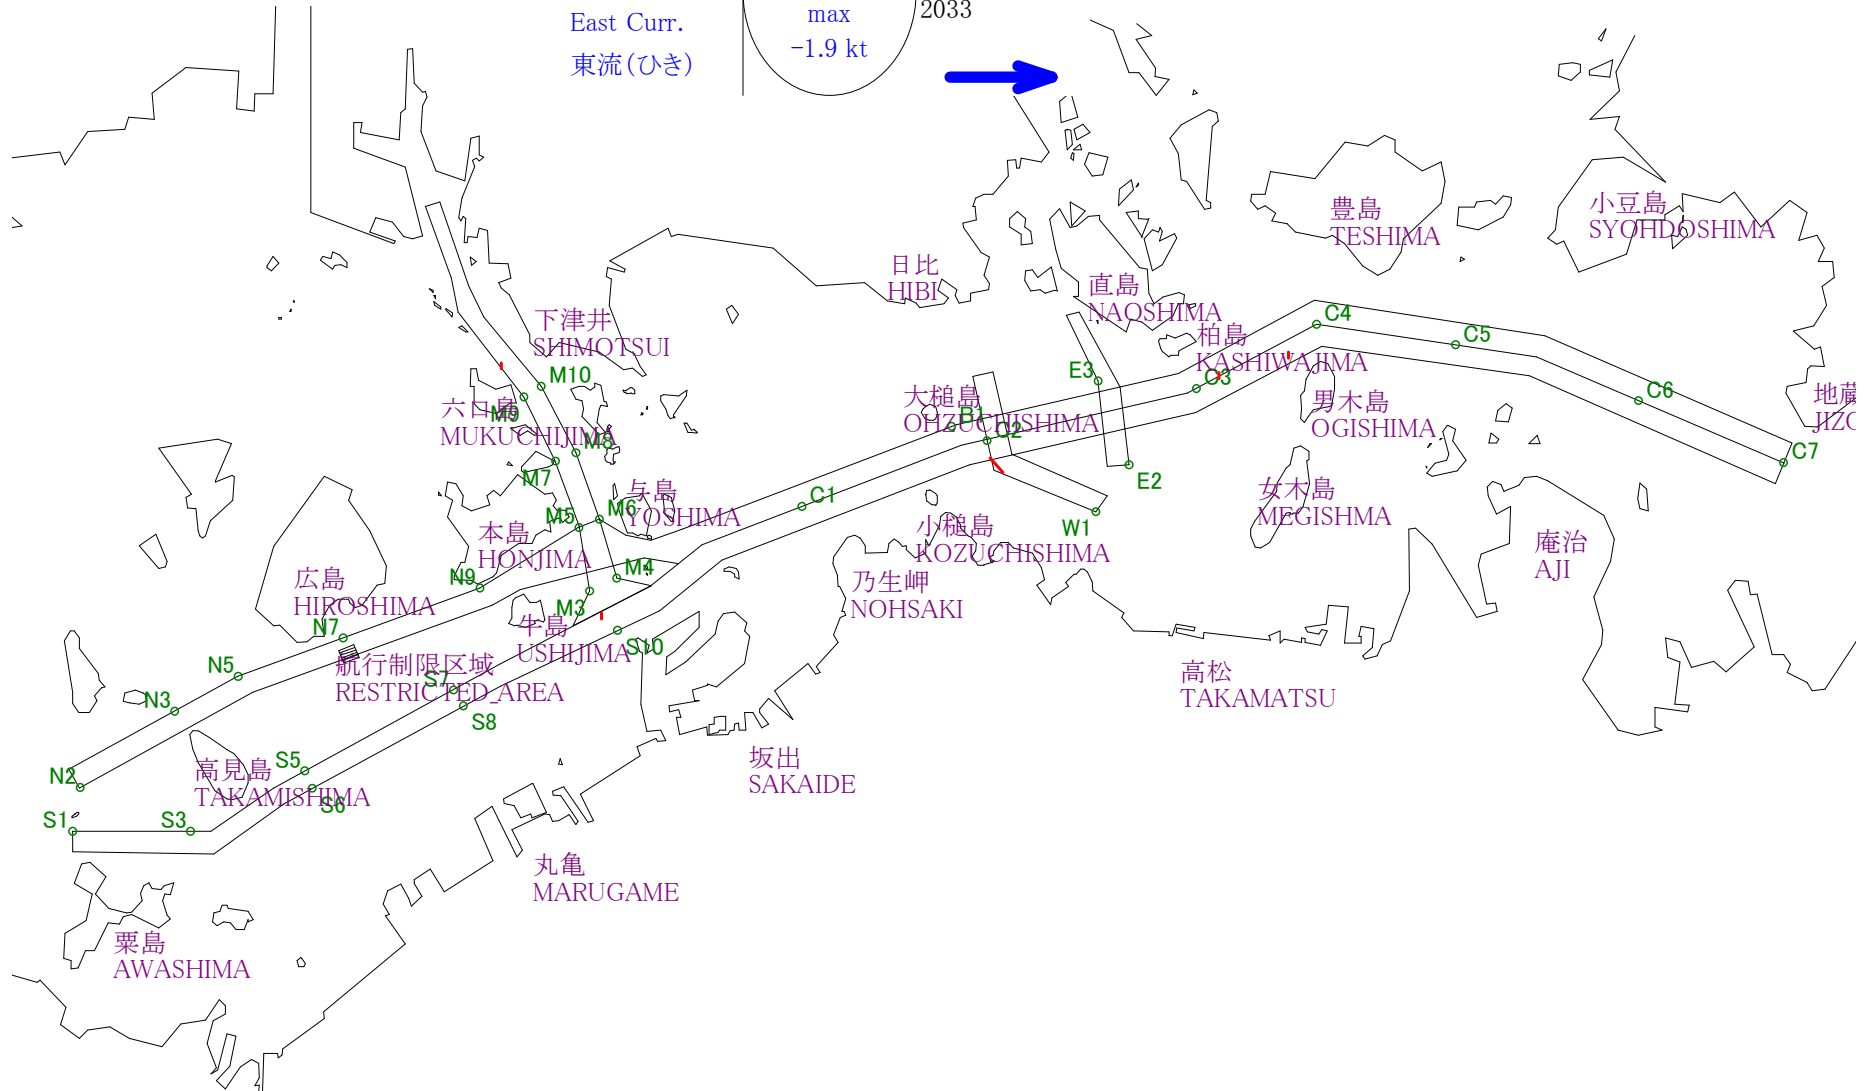 East Curr.
東流(ひき)
max
-1.9 kt
2033
豊島
TESHIMA
小豆島
SYOHDOSHIMA
日比
HIBI
直島
NAOSHIMA
柏島
KASHIWAJIMA
C4
C5
下津井
SHIMOTSUI
M10
M9
六口島
MUKUCHIJIMA
M8
M7
大槌島
OHZUCHISHIMA
B1
C2
E3
C3
男木島
OGISHIMA
C6
地蔵
JIZO
C7
E2
与島
YOSHIMA
M6
M5
C1
W1
女木島
MEGISHMA
小槌島
KOZUCHISHIMA
本島
HONJIMA
庵治
AJI
広島
HIROSHIMA
N9
M4
M3
乃生岬
NOHSAKI
N7
牛島
USHIJIMA
S10
航行制限区域
RESTRICTED_AREA
N5
N3
S7
S8
高松
TAKAMATSU
N2
高見島
TAKAMISHIMA
S5
S6
坂出
SAKAIDE
S1
S3
丸亀
MARUGAME
粟島
AWASHIMA